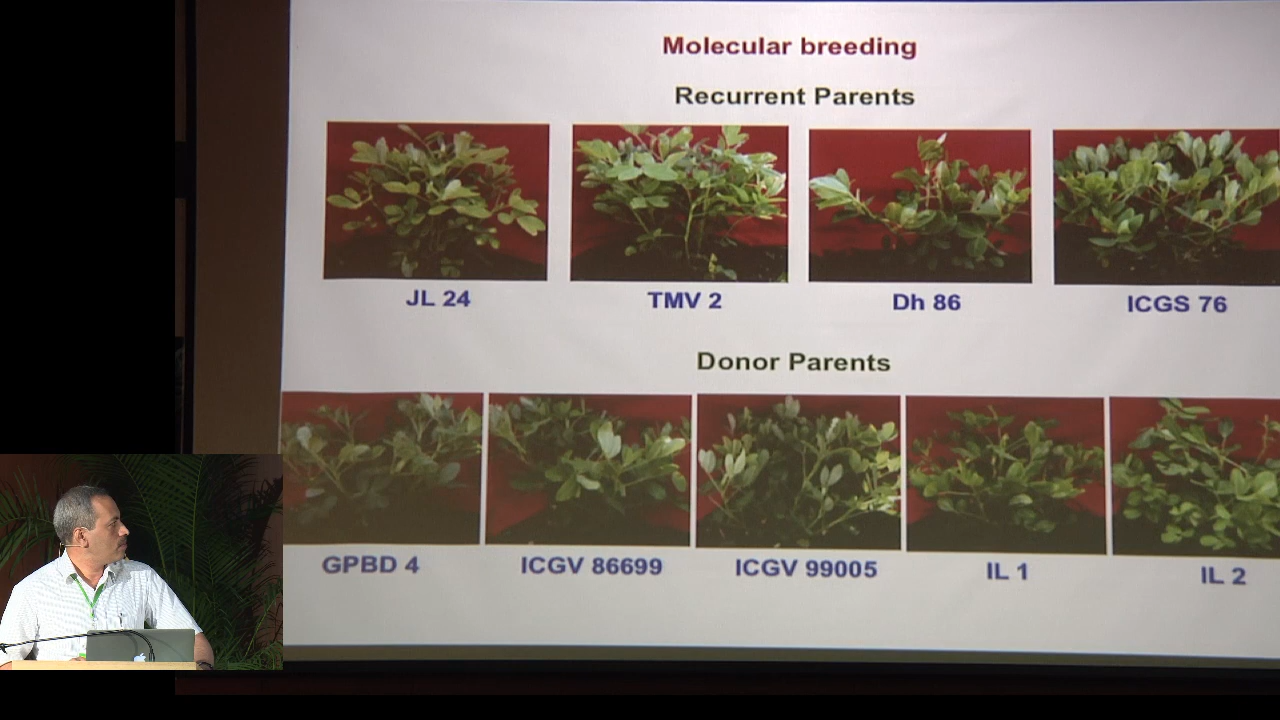 Molecular breeding
Recurrent Parents
JL 24
TMV 2
Dh 86
ICGS 76
Donor Parents
GPBD 4
ICGV 86699
ICGV 99005
IL 1
IL 2